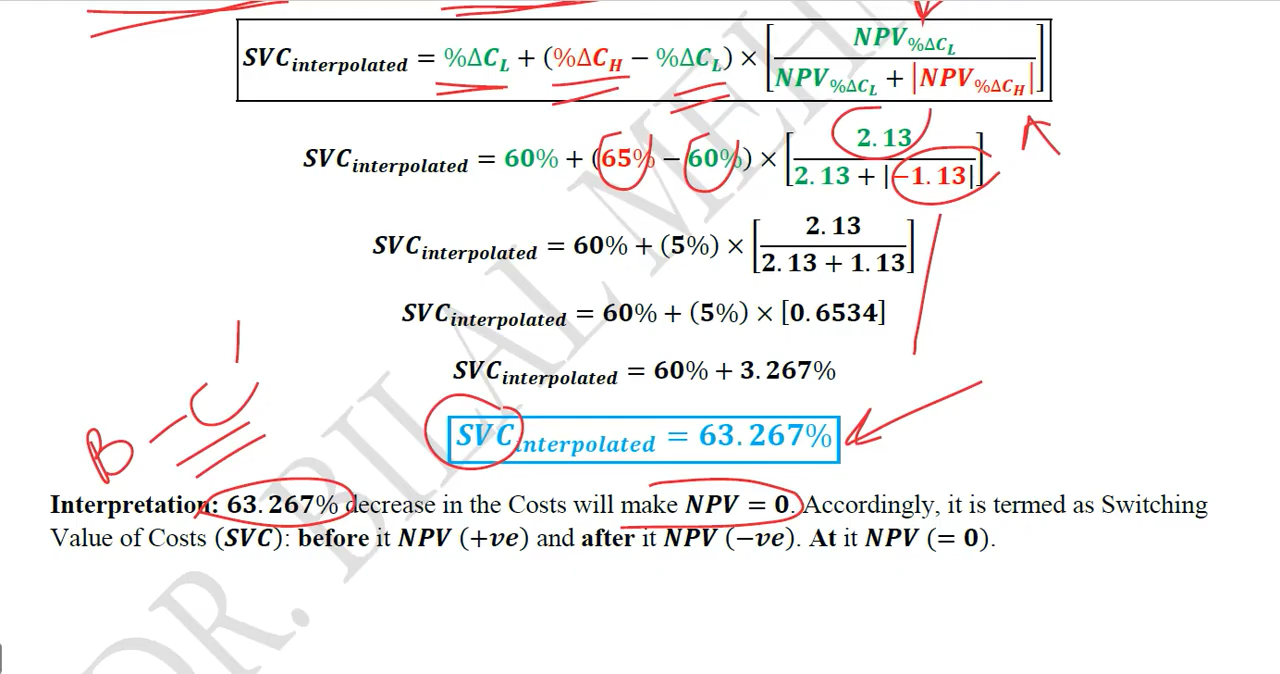 SVC_interpolated = %ΔC_L + (%ΔC_H − %ΔC_L) × [NPV_%ΔC_L / (NPV_%ΔC_L + |NPV_%ΔC_H|)]
SVC_interpolated = 60% + (65% − 60%) × [2.13 / (2.13 + |−1.13|)]
SVC_interpolated = 60% + (5%) × [2.13 / (2.13 + 1.13)]
SVC_interpolated = 60% + (5%) × [0.6534]
SVC_interpolated = 60% + 3.267%
SVC_interpolated = 63.267%
B − C
Interpretation: 63.267% decrease in the Costs will make NPV = 0. Accordingly, it is termed as Switching
Value of Costs (SVC): before it NPV (+ve) and after it NPV (−ve). At it NPV (= 0).
DR. BILAL MEH